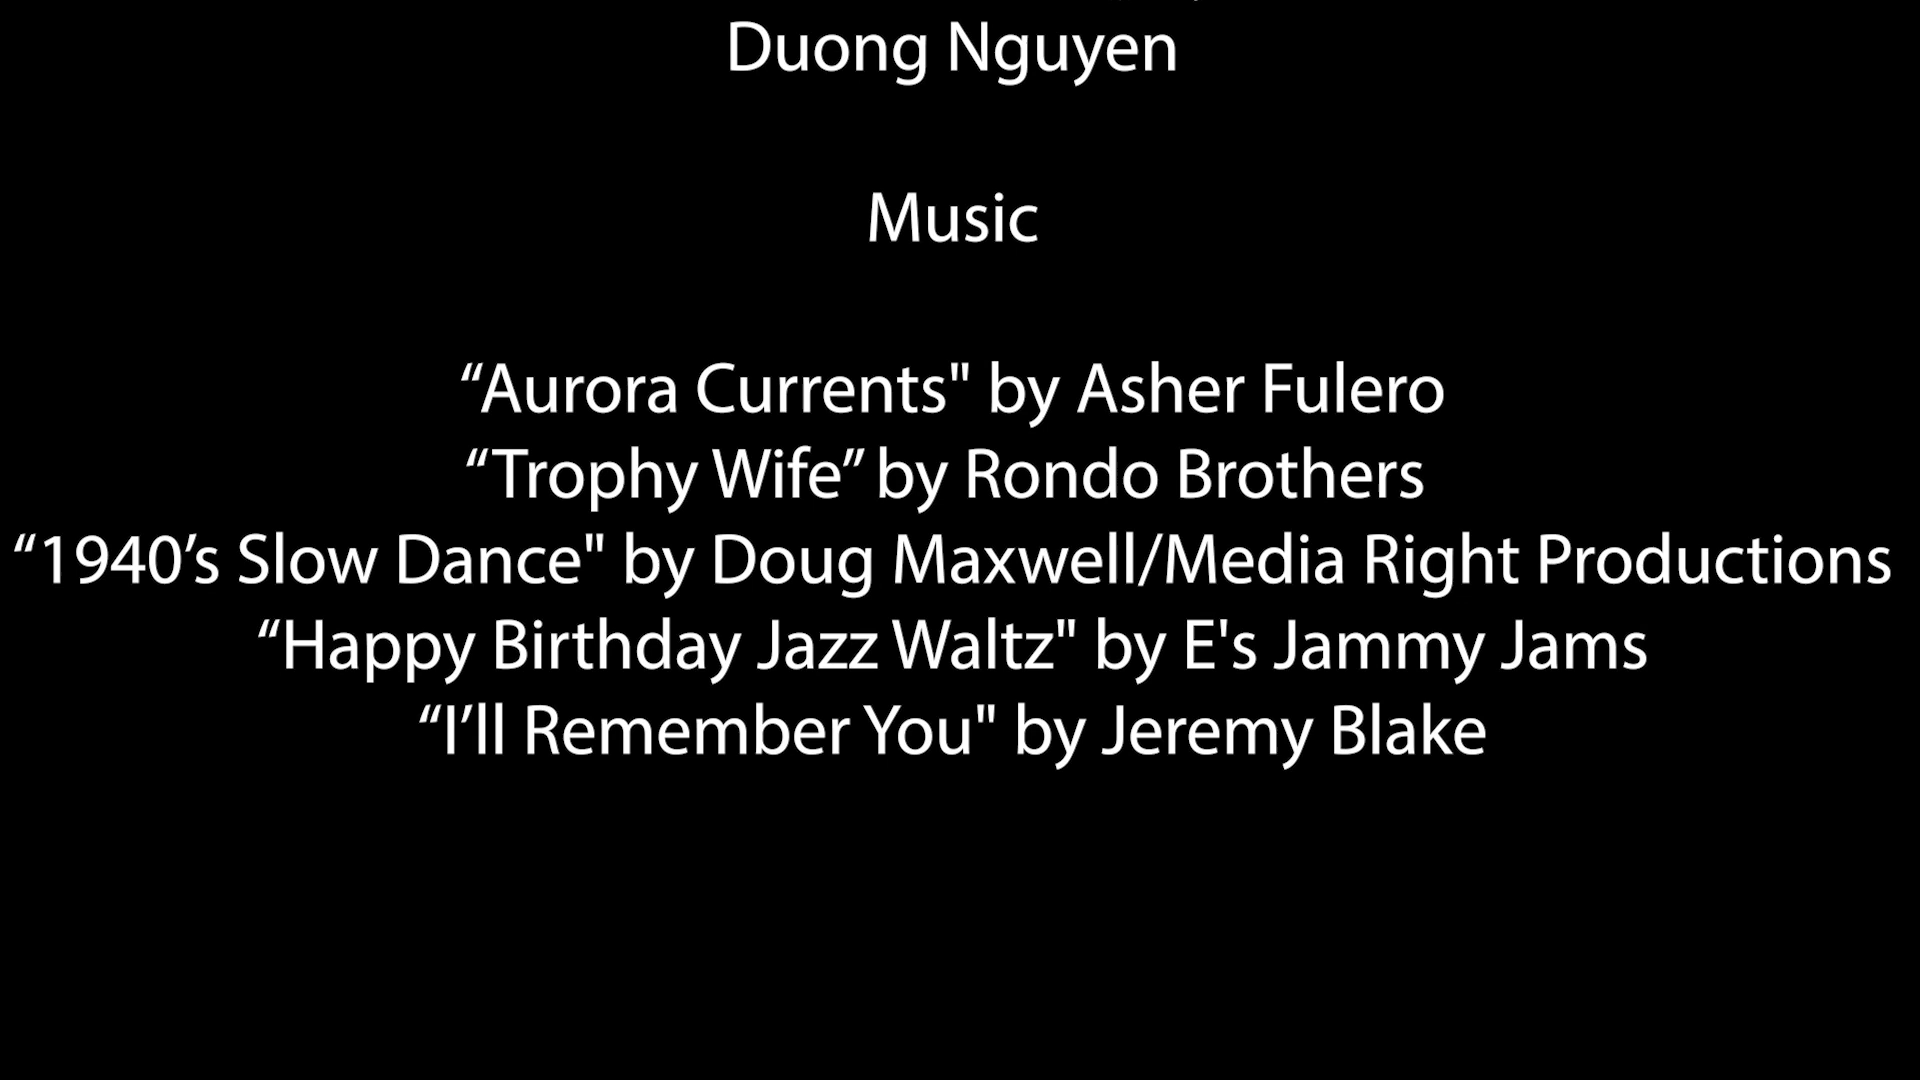 Duong Nguyen
Music
“Aurora Currents" by Asher Fulero
“Trophy Wife” by Rondo Brothers
“1940’s Slow Dance" by Doug Maxwell/Media Right Productions
“Happy Birthday Jazz Waltz" by E's Jammy Jams
“I’ll Remember You" by Jeremy Blake